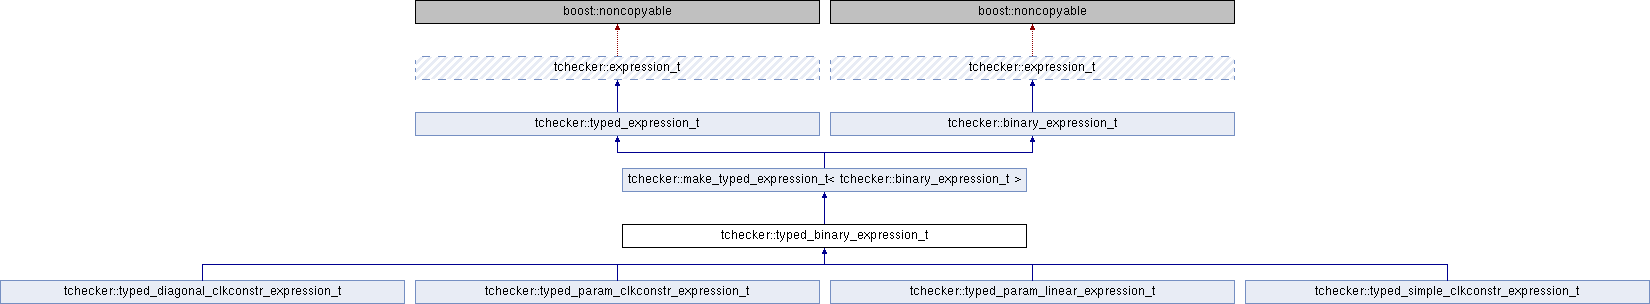 boost::noncopyable
boost::noncopyable
tchecker::expression_t
tchecker::expression_t
tchecker::typed_expression_t
tchecker::binary_expression_t
tchecker::make_typed_expression_t< tchecker::binary_expression_t >
tchecker::typed_binary_expression_t
tchecker::typed_diagonal_clkconstr_expression_t
tchecker::typed_param_clkconstr_expression_t
tchecker::typed_param_linear_expression_t
tchecker::typed_simple_clkconstr_expression_t